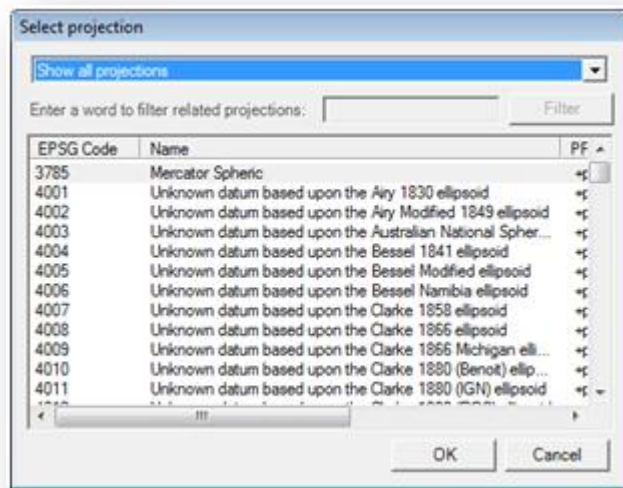 Select projection
Show all projections
Enter a word to filter related projections: Filter
EPSG Code Name PF
3785 Mercator Spheric +p
4001 Unknown datum based upon the Airy 1830 ellipsoid +p
4002 Unknown datum based upon the Airy Modified 1849 ellipsoid +p
4003 Unknown datum based upon the Australian National Spher... +p
4004 Unknown datum based upon the Bessel 1841 ellipsoid +p
4005 Unknown datum based upon the Bessel Modified ellipsoid +p
4006 Unknown datum based upon the Bessel Namibia ellipsoid +p
4007 Unknown datum based upon the Clarke 1858 ellipsoid +p
4008 Unknown datum based upon the Clarke 1866 ellipsoid +p
4009 Unknown datum based upon the Clarke 1866 Michigan elli... +p
4010 Unknown datum based upon the Clarke 1880 (Benoit) ellip... +p
4011 Unknown datum based upon the Clarke 1880 (IGN) ellipsoid +p
OK Cancel